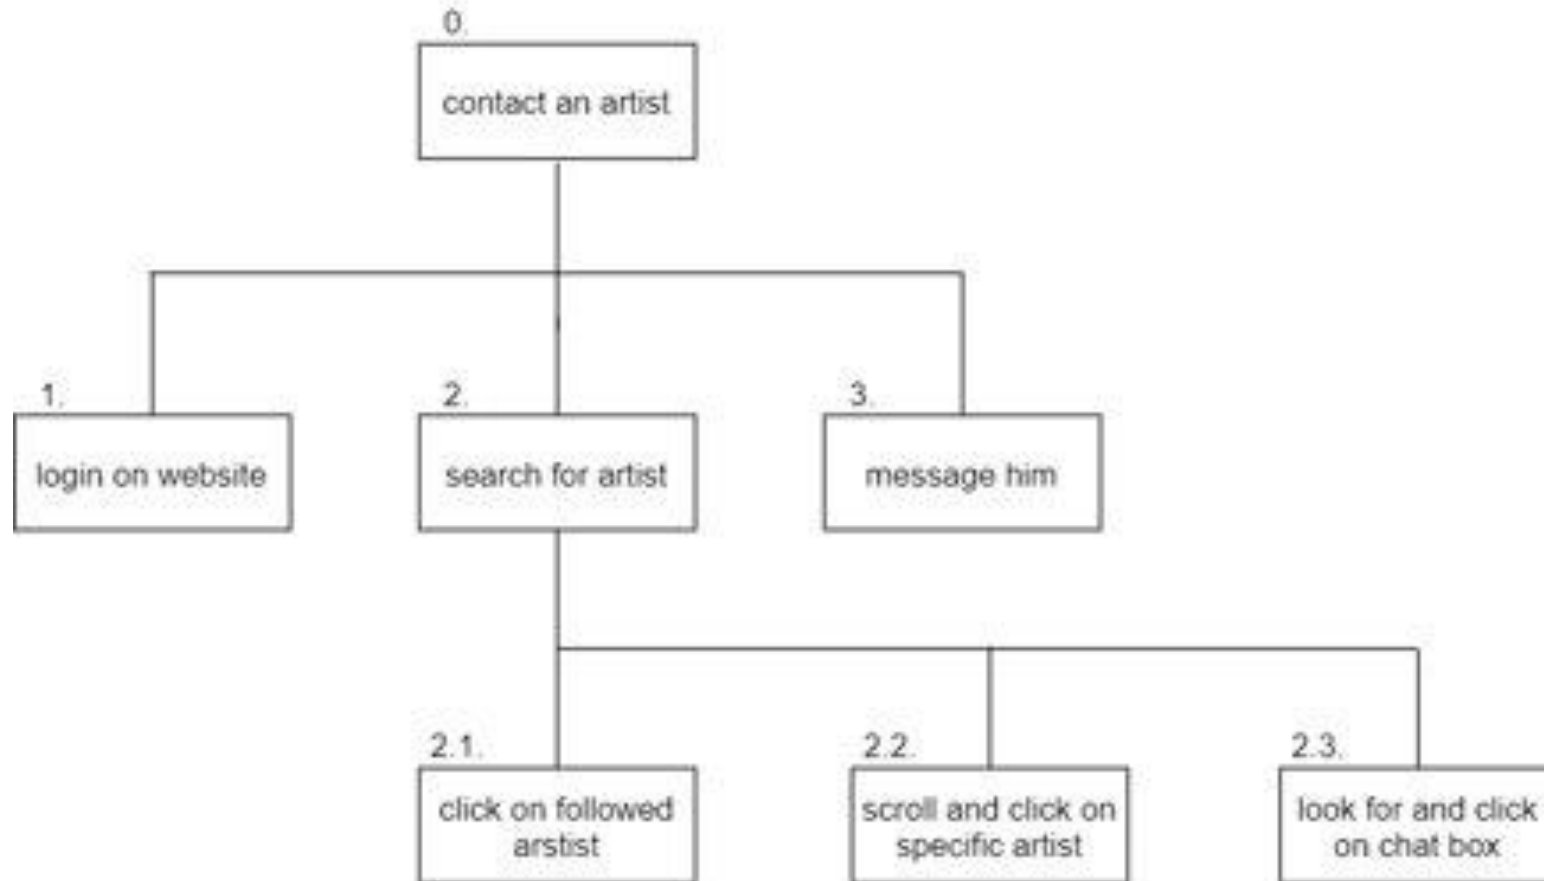 0.
contact an artist
1.
login on website
2.
search for artist
3.
message him
2.1.
click on followed
arstist
2.2.
scroll and click on
specific artist
2.3.
look for and click
on chat box